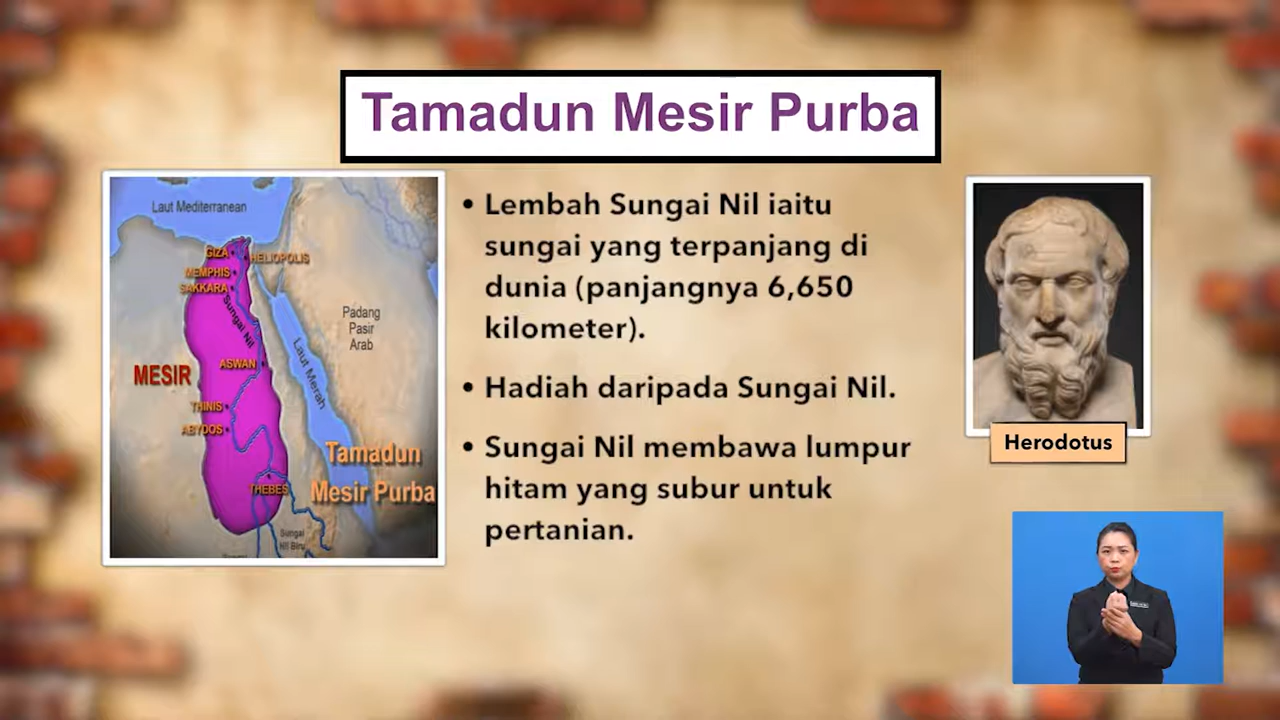 Tamadun Mesir Purba
Laut Mediterranean
GIZA
HELIOPOLIS
MEMPHIS
SAKKARA
Sungai Nil
Padang
Pasir
Arab
Laut Merah
MESIR
ASWAN
THINIS
ABYDOS
THEBES
Tamadun
Mesir Purba
Sungai
Nil Biru
• Lembah Sungai Nil iaitu
sungai yang terpanjang di
dunia (panjangnya 6,650
kilometer).
• Hadiah daripada Sungai Nil.
• Sungai Nil membawa lumpur
hitam yang subur untuk
pertanian.
Herodotus